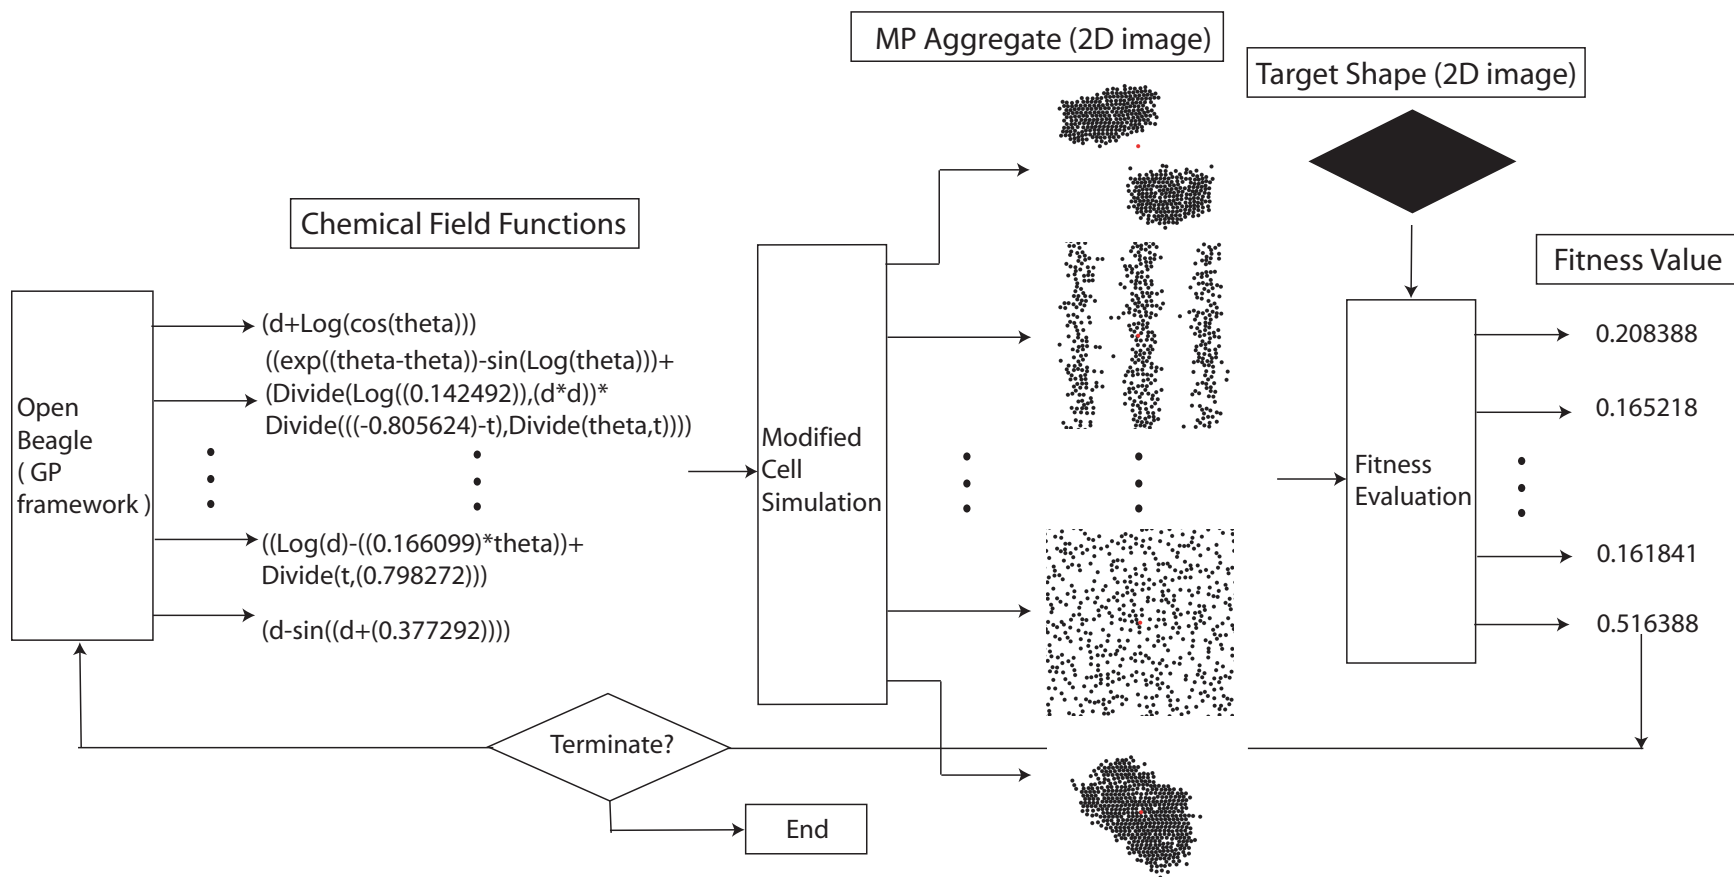 MP Aggregate (2D image)
Target Shape (2D image)
Chemical Field Functions
Fitness Value
Open
Beagle
( GP
framework )
(d+Log(cos(theta)))
((exp((theta-theta))-sin(Log(theta)))+
(Divide(Log((0.142492)),(d*d))*
Divide(((-0.805624)-t),Divide(theta,t))))
((Log(d)-((0.166099)*theta))+
Divide(t,(0.798272)))
(d-sin((d+(0.377292))))
Modified
Cell
Simulation
Fitness
Evaluation
0.208388
0.165218
0.161841
0.516388
Terminate?
End